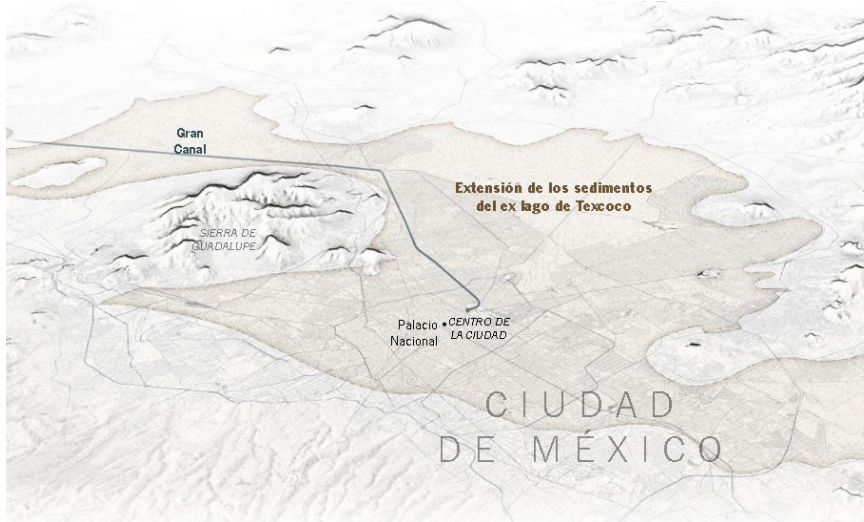 Gran
Canal
Extensión de los sedimentos
del ex lago de Texcoco
SIERRA DE
GUADALUPE
Palacio
Nacional
CENTRO DE
LA CIUDAD
CIUDAD
DE MÉXICO